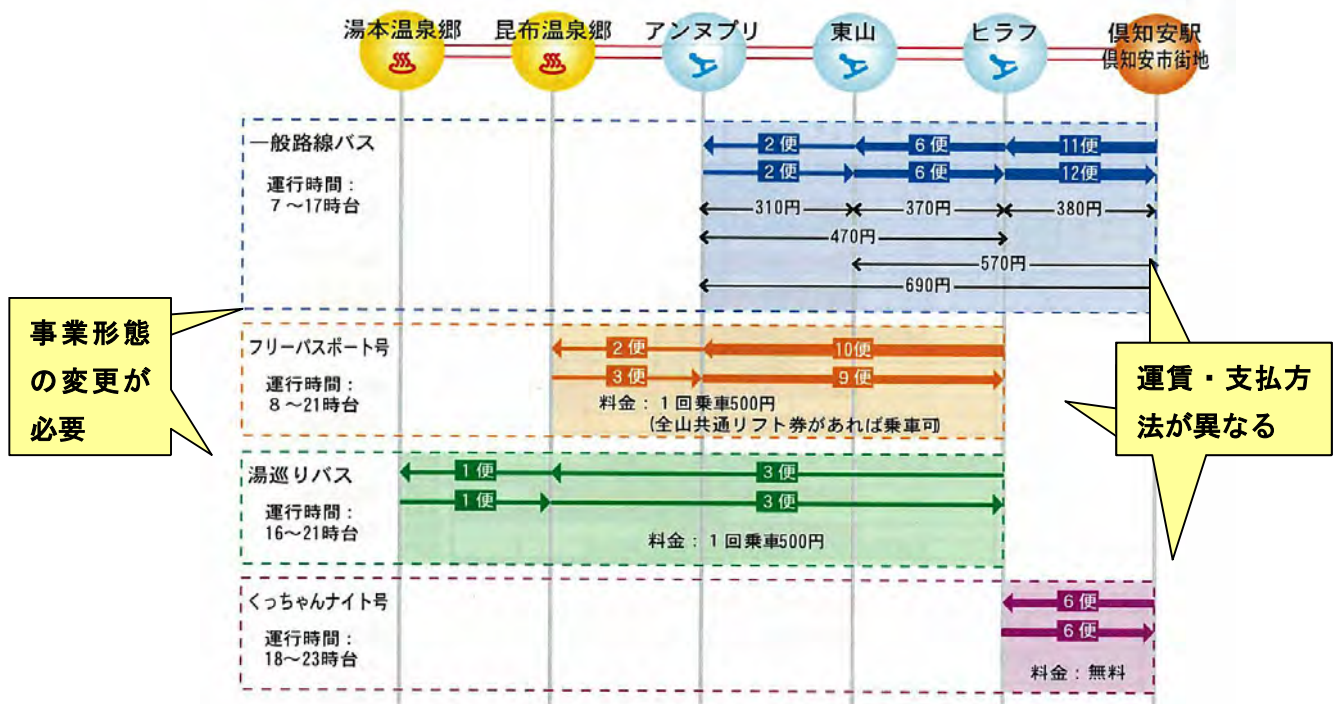 湯本温泉郷
昆布温泉郷
アンヌプリ
東山
ヒラフ
倶知安駅
倶知安市街地
一般路線バス
運行時間：
7～17時台
2便
6便
11便
2便
6便
12便
310円
370円
380円
470円
570円
690円
事業形態
の変更が
必要
運賃・支払方
法が異なる
フリーパスポート号
運行時間：
8～21時台
2便
10便
3便
9便
料金：1回乗車500円
(全山共通リフト券があれば乗車可)
湯巡りバス
運行時間：
16～21時台
1便
3便
1便
3便
料金：1回乗車500円
くっちゃんナイト号
運行時間：
18～23時台
6便
6便
料金：無料